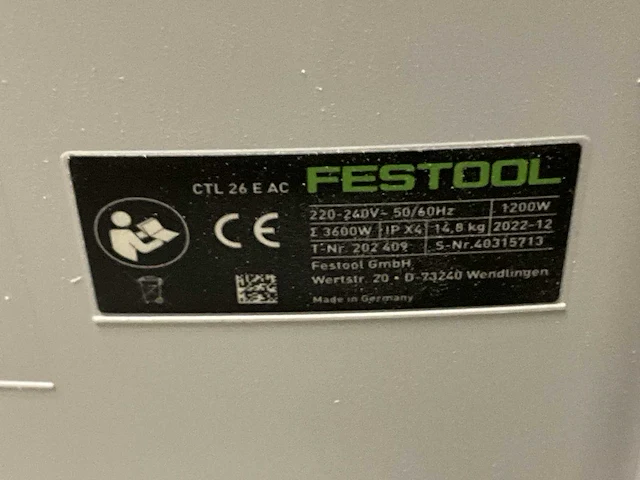 CTL 26 E AC
FESTOOL
CE
220-240V~ 50/60Hz 1200W
Σ 3600W IP X4 14,8 kg 2022-12
T-Nr. 202 409 S-Nr.40315713
Festool GmbH
Wertstr. 20 • D-73240 Wendlingen
Made in Germany